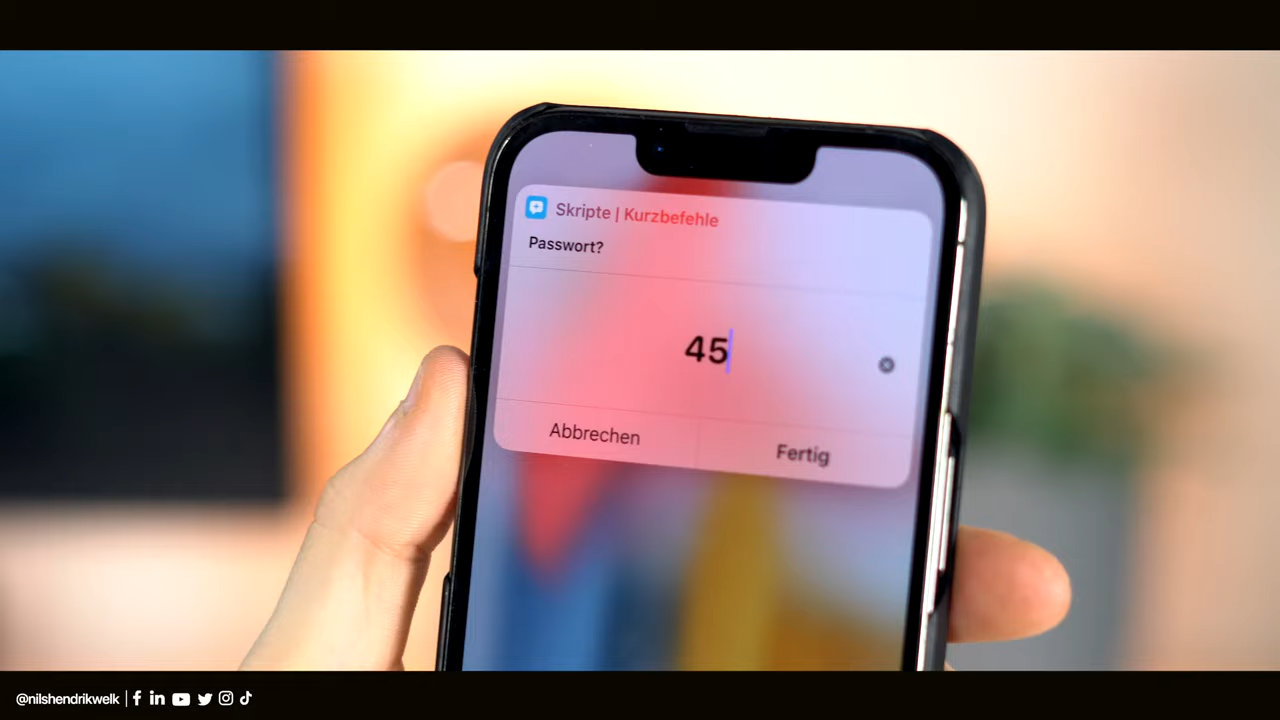 Skripte | Kurzbefehle
Passwort?
45
Abbrechen Fertig
@nilshendrikwelk |